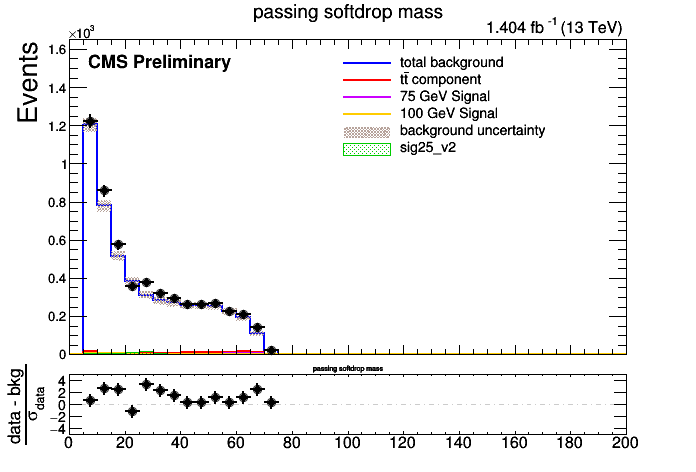 passing softdrop mass
×10³
1.404 fb⁻¹ (13 TeV)
Events
CMS Preliminary
total background
tt̄ component
75 GeV Signal
100 GeV Signal
background uncertainty
sig25_v2
1.6
1.4
1.2
1
0.8
0.6
0.4
0.2
0
passing softdrop mass
data - bkg
σ data
4
2
0
−2
−4
0 20 40 60 80 100 120 140 160 180 200